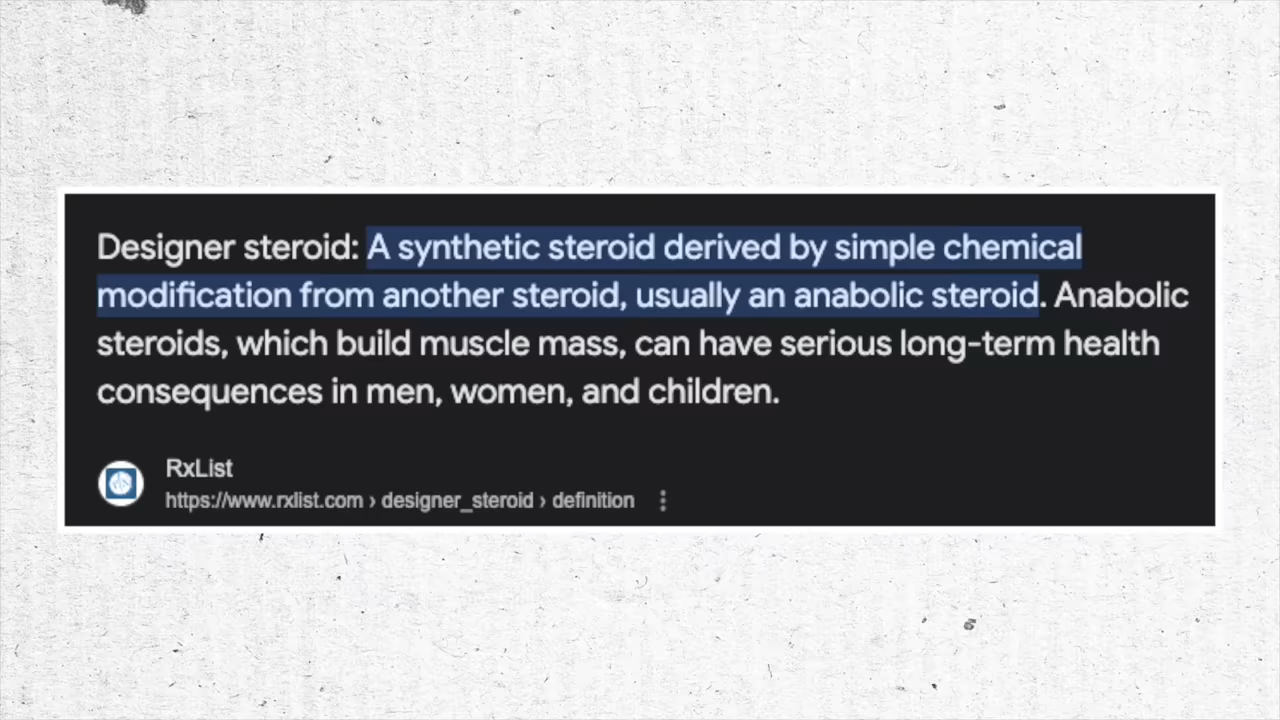 Designer steroid: A synthetic steroid derived by simple chemical
modification from another steroid, usually an anabolic steroid. Anabolic
steroids, which build muscle mass, can have serious long-term health
consequences in men, women, and children.
RxList
https://www.rxlist.com › designer_steroid › definition